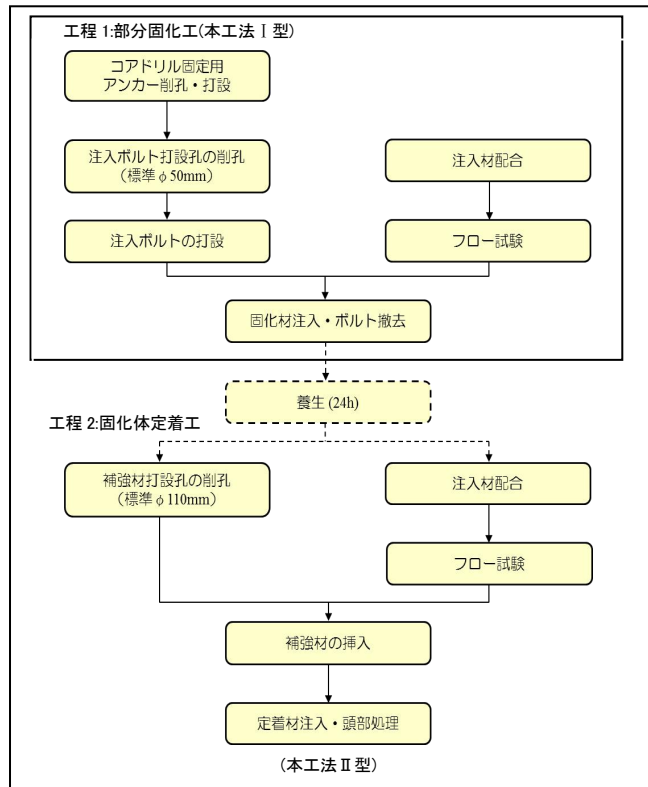 工程 1:部分固化工(本工法Ⅰ型)
コアドリル固定用
アンカー削孔・打設
注入ボルト打設孔の削孔
（標準φ50mm）
注入材配合
注入ボルトの打設
フロー試験
固化材注入・ボルト撤去
養生 (24h)
工程 2:固化体定着工
補強材打設孔の削孔
（標準φ110mm）
注入材配合
フロー試験
補強材の挿入
定着材注入・頭部処理
(本工法Ⅱ型)